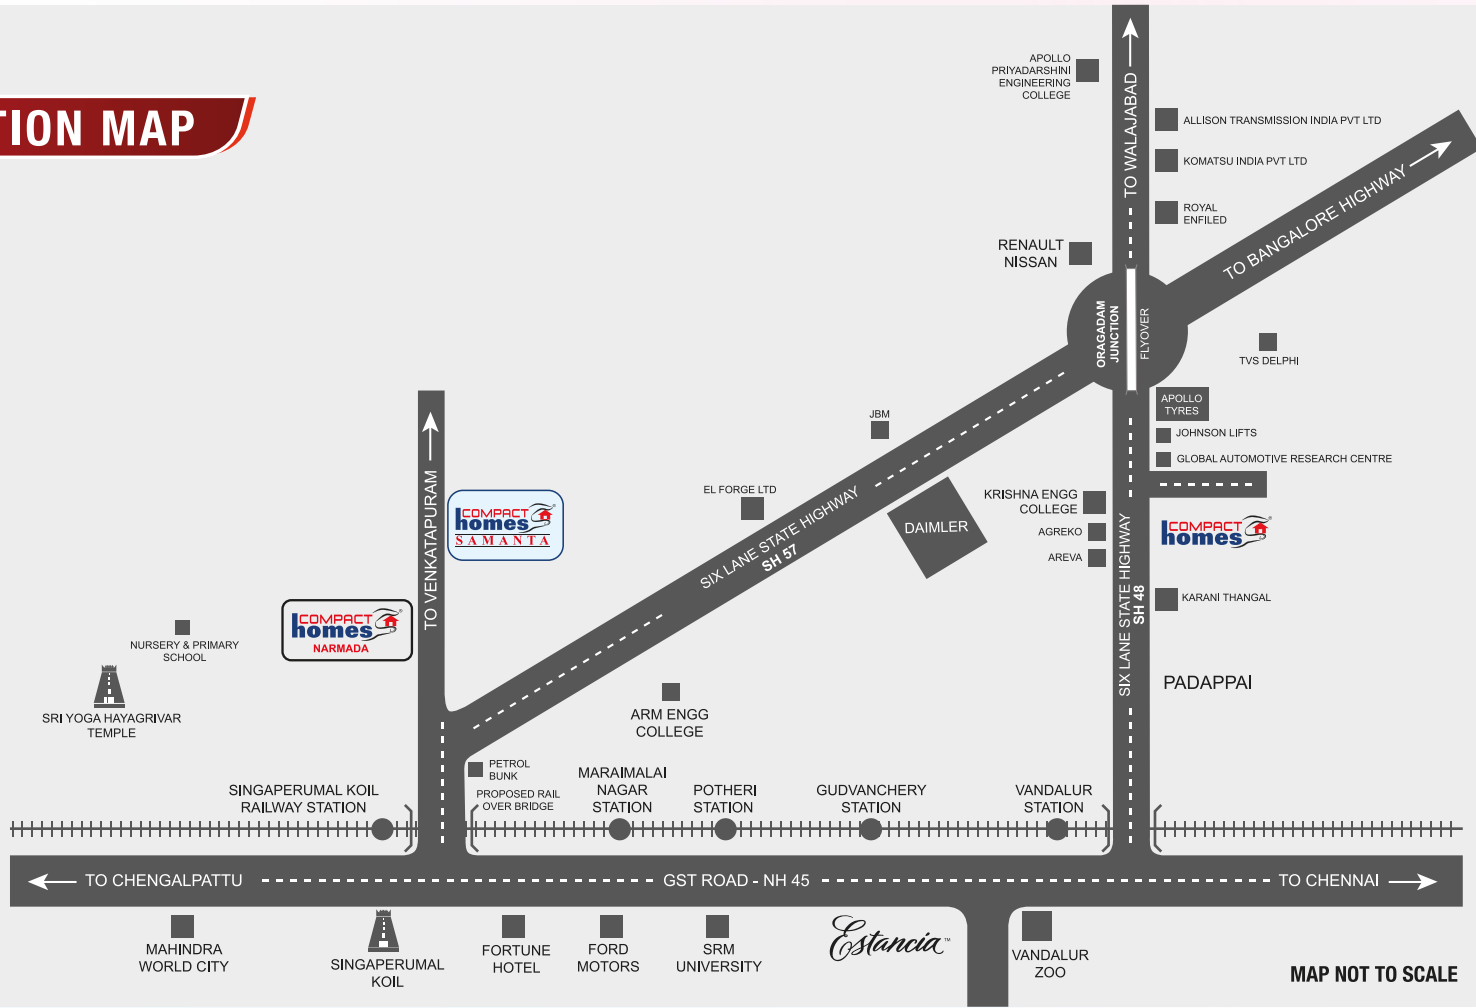 TION MAP
APOLLO
PRIYADARSHINI
ENGINEERING
COLLEGE
TO WALAJABAD
ALLISON TRANSMISSION INDIA PVT LTD
KOMATSU INDIA PVT LTD
ROYAL
ENFILED
TO BANGALORE HIGHWAY
RENAULT
NISSAN
ORAGADAM
JUNCTION
FLYOVER
TVS DELPHI
APOLLO
TYRES
JOHNSON LIFTS
GLOBAL AUTOMOTIVE RESEARCH CENTRE
JBM
EL FORGE LTD
SIX LANE STATE HIGHWAY
SH 57
DAIMLER
KRISHNA ENGG
COLLEGE
AGREKO
AREVA
SIX LANE STATE HIGHWAY
SH 48
COMPACT
homes
KARANI THANGAL
PADAPPAI
TO VENKATAPURAM
COMPACT
homes
SAMANTA
COMPACT
homes
NARMADA
NURSERY & PRIMARY
SCHOOL
SRI YOGA HAYAGRIVAR
TEMPLE
ARM ENGG
COLLEGE
PETROL
BUNK
PROPOSED RAIL
OVER BRIDGE
SINGAPERUMAL KOIL
RAILWAY STATION
MARAIMALAI
NAGAR
STATION
POTHERI
STATION
GUDVANCHERY
STATION
VANDALUR
STATION
TO CHENGALPATTU
GST ROAD - NH 45
TO CHENNAI
MAHINDRA
WORLD CITY
SINGAPERUMAL
KOIL
FORTUNE
HOTEL
FORD
MOTORS
SRM
UNIVERSITY
Estancia™
VANDALUR
ZOO
MAP NOT TO SCALE